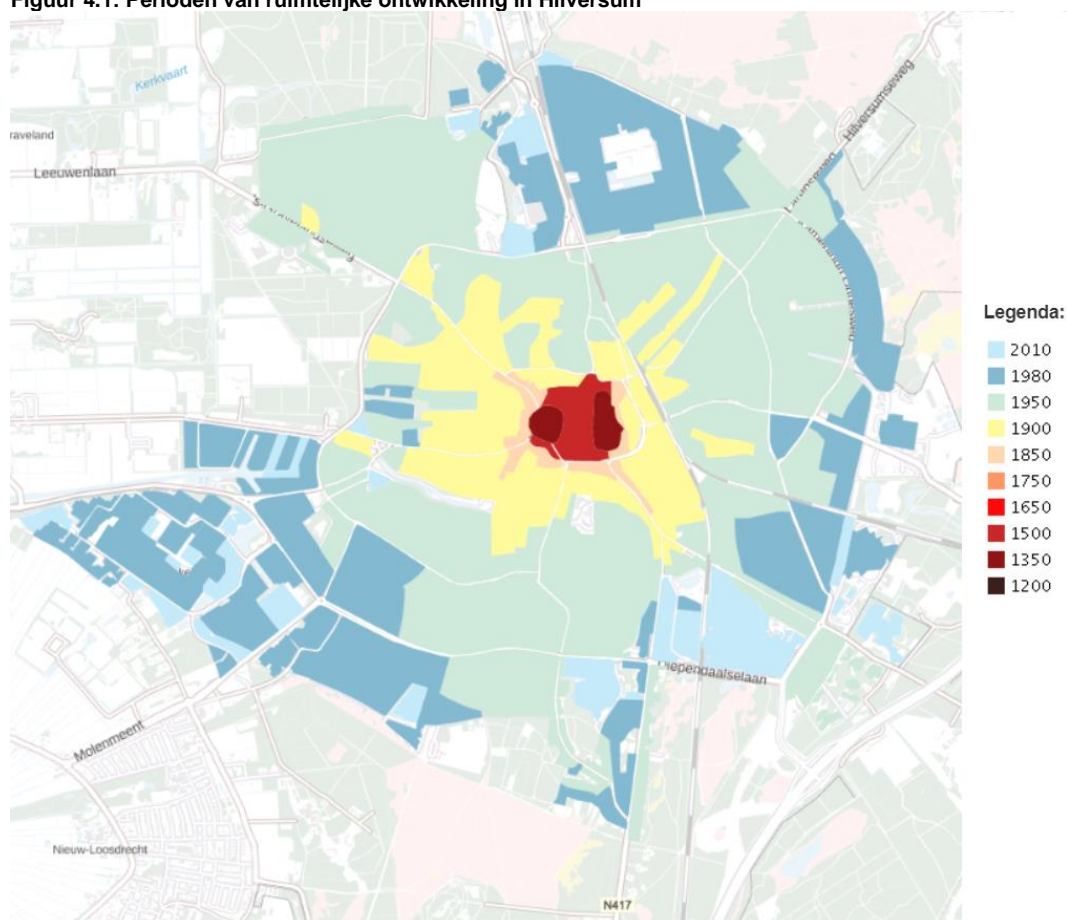 Figuur 4.1: Perioden van ruimtelijke ontwikkeling in Hilversum
Kerkvaart
raveland
Leeuwenlaan
Hilversumseweg
Legenda:
2010
1980
1950
1900
1850
1750
1650
1500
1350
1200
Diependaalselaan
Molenmeent
Nieuw-Loosdrecht
N417